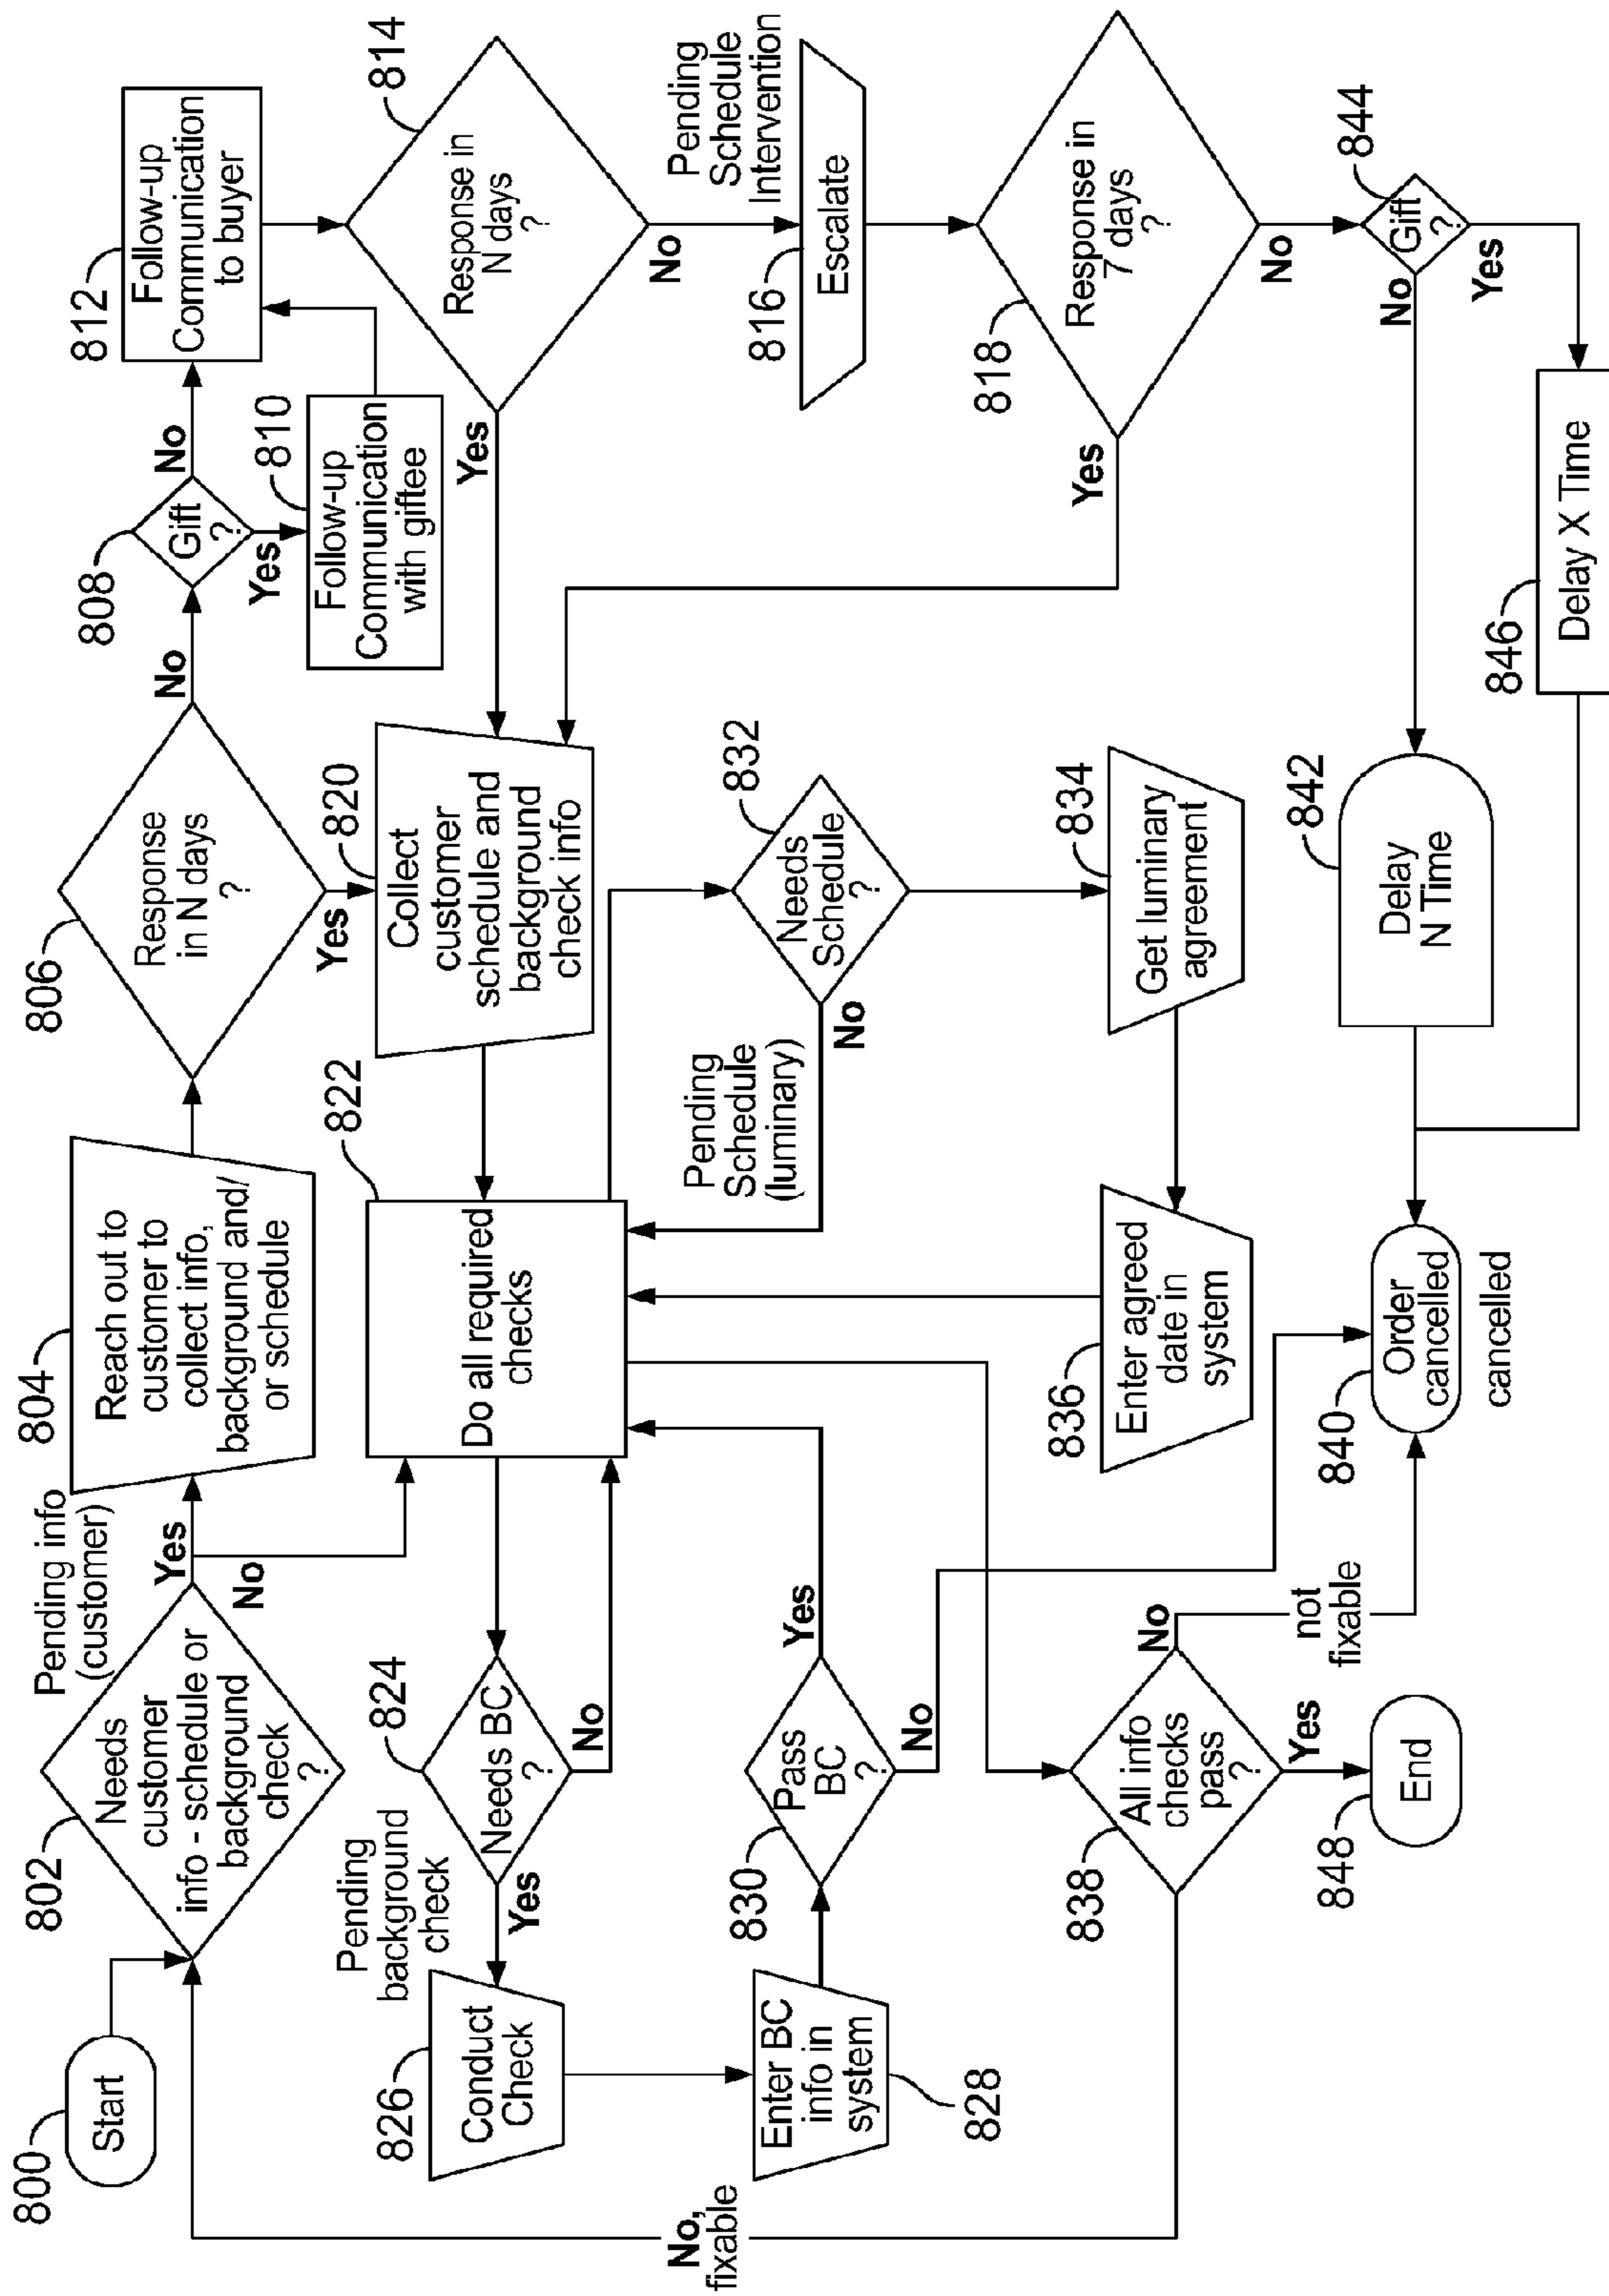 800
Start
802
Needs
customer
info - schedule or
background
check
?
Pending info
(customer)
Yes
No
804
Reach out to
customer to
collect info,
background and/
or schedule
806
Response
in N days
?
No
Yes
808
Gift
?
No
Yes
810
Follow-up
Communication
with giftee
812
Follow-up
Communication
to buyer
814
Response in
N days
?
Yes
No
Pending
Schedule
Intervention
816
Escalate
818
Response in
7 days
?
Yes
No
820
Collect
customer
schedule and
background
check info
822
Do all required
checks
824
Needs BC
?
No
Yes
Pending
background
check
826
Conduct
Check
828
Enter BC
info in
system
830
Pass
BC
?
Yes
No
832
Needs
Schedule
?
No
Pending
Schedule
(luminary)
834
Get luminary
agreement
836
Enter agreed
date in
system
838
All info
checks
pass
?
No
not
fixable
Yes
No,
fixable
840
Order
cancelled
cancelled
842
Delay
N Time
844
Gift
?
No
Yes
846
Delay X Time
848
End